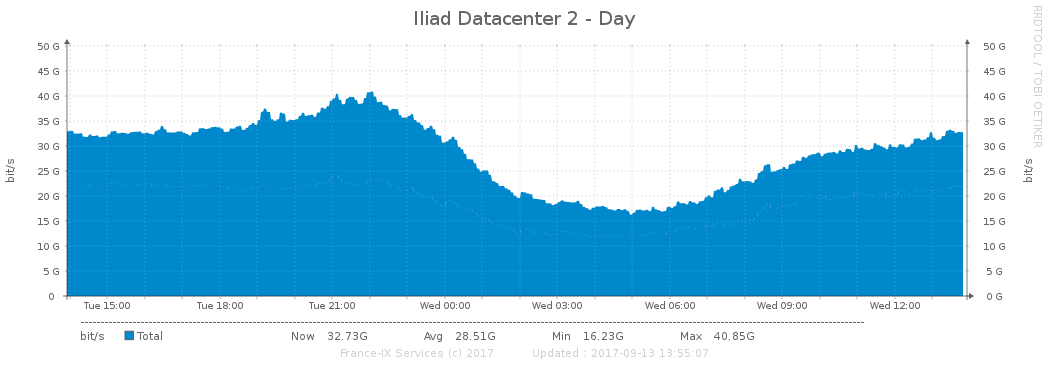 Iliad Datacenter 2 - Day
RRDTOOL / TOBI OETIKER
50 G 50 G
45 G 45 G
40 G 40 G
35 G 35 G
30 G 30 G
25 G 25 G
20 G 20 G
15 G 15 G
10 G 10 G
5 G 5 G
0 0 G
bit/s bit/s
Tue 15:00 Tue 18:00 Tue 21:00 Wed 00:00 Wed 03:00 Wed 06:00 Wed 09:00 Wed 12:00
bit/s Total Now 32.73G Avg 28.51G Min 16.23G Max 40.85G
France-IX Services (c) 2017 Updated : 2017-09-13 13:55:07